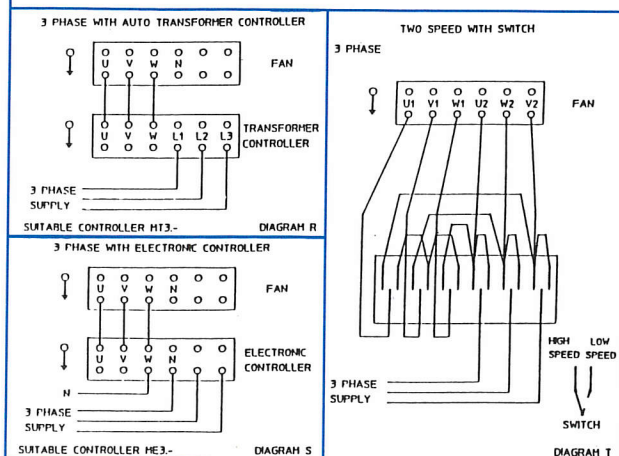 3 PHASE WITH AUTO TRANSFORMER CONTROLLER
U V W N
FAN
U V W L1 L2 L3
TRANSFORMER
CONTROLLER
3 PHASE
SUPPLY
SUITABLE CONTROLLER MT3.-
DIAGRAM R
3 PHASE WITH ELECTRONIC CONTROLLER
U V W N
FAN
U V W N
ELECTRONIC
CONTROLLER
N
3 PHASE
SUPPLY
SUITABLE CONTROLLER ME3.-
DIAGRAM S
TWO SPEED WITH SWITCH
3 PHASE
U1 V1 W1 U2 W2 V2
FAN
HIGH LOW
SPEED SPEED
3 PHASE
SUPPLY
SWITCH
DIAGRAM T